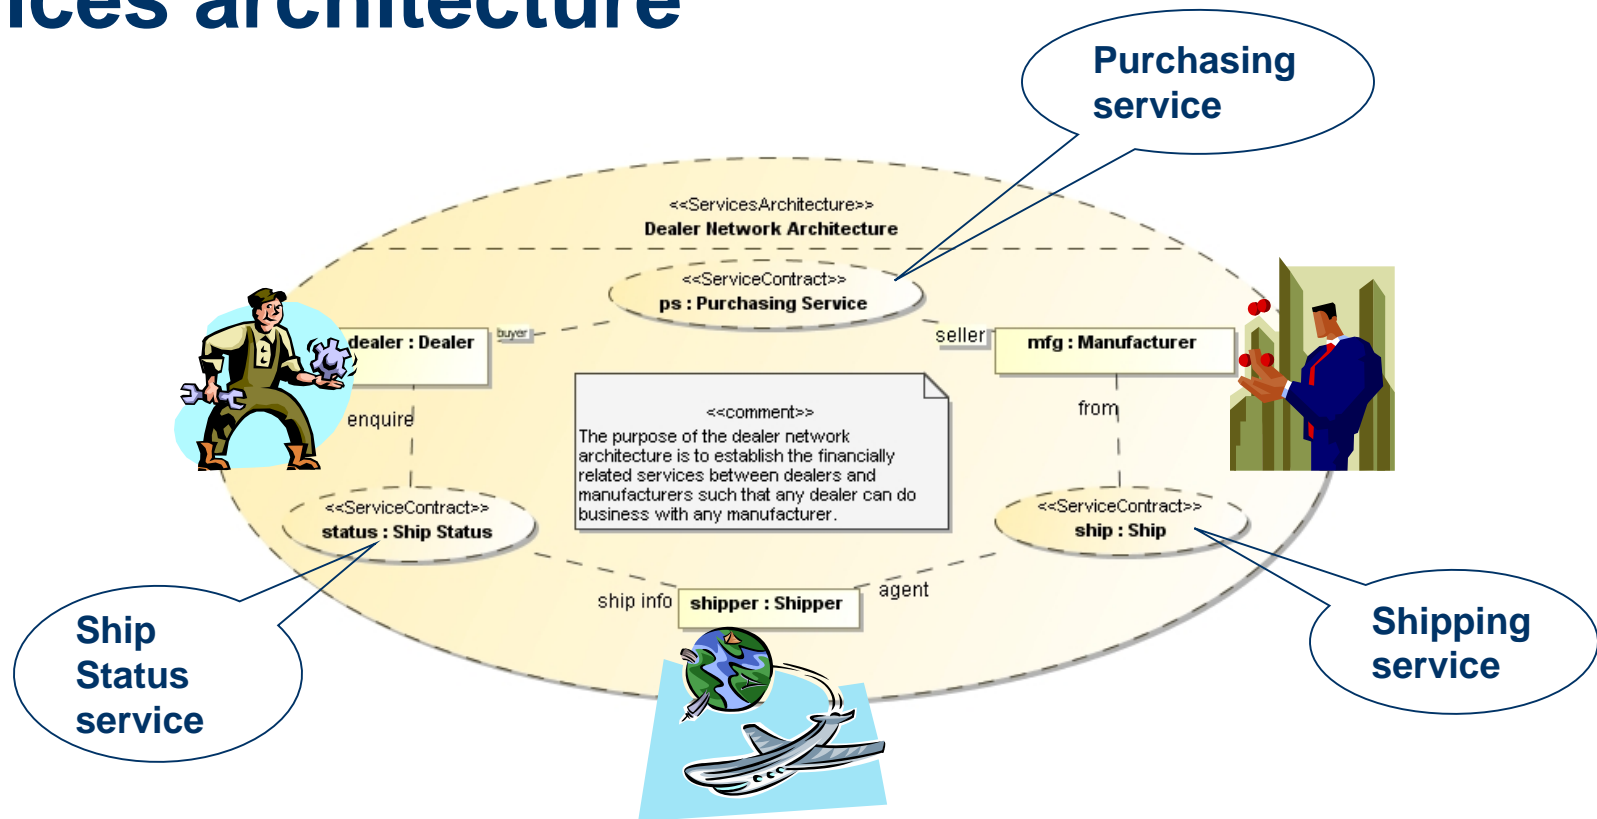 ices architecture
Purchasing
service
<<ServicesArchitecture>>
Dealer Network Architecture
<<ServiceContract>>
ps : Purchasing Service
dealer : Dealer
buyer
seller
mfg : Manufacturer
enquire
<<comment>>
The purpose of the dealer network
architecture is to establish the financially
related services between dealers and
manufacturers such that any dealer can do
business with any manufacturer.
from
<<ServiceContract>>
status : Ship Status
<<ServiceContract>>
ship : Ship
ship info
shipper : Shipper
agent
Ship
Status
service
Shipping
service